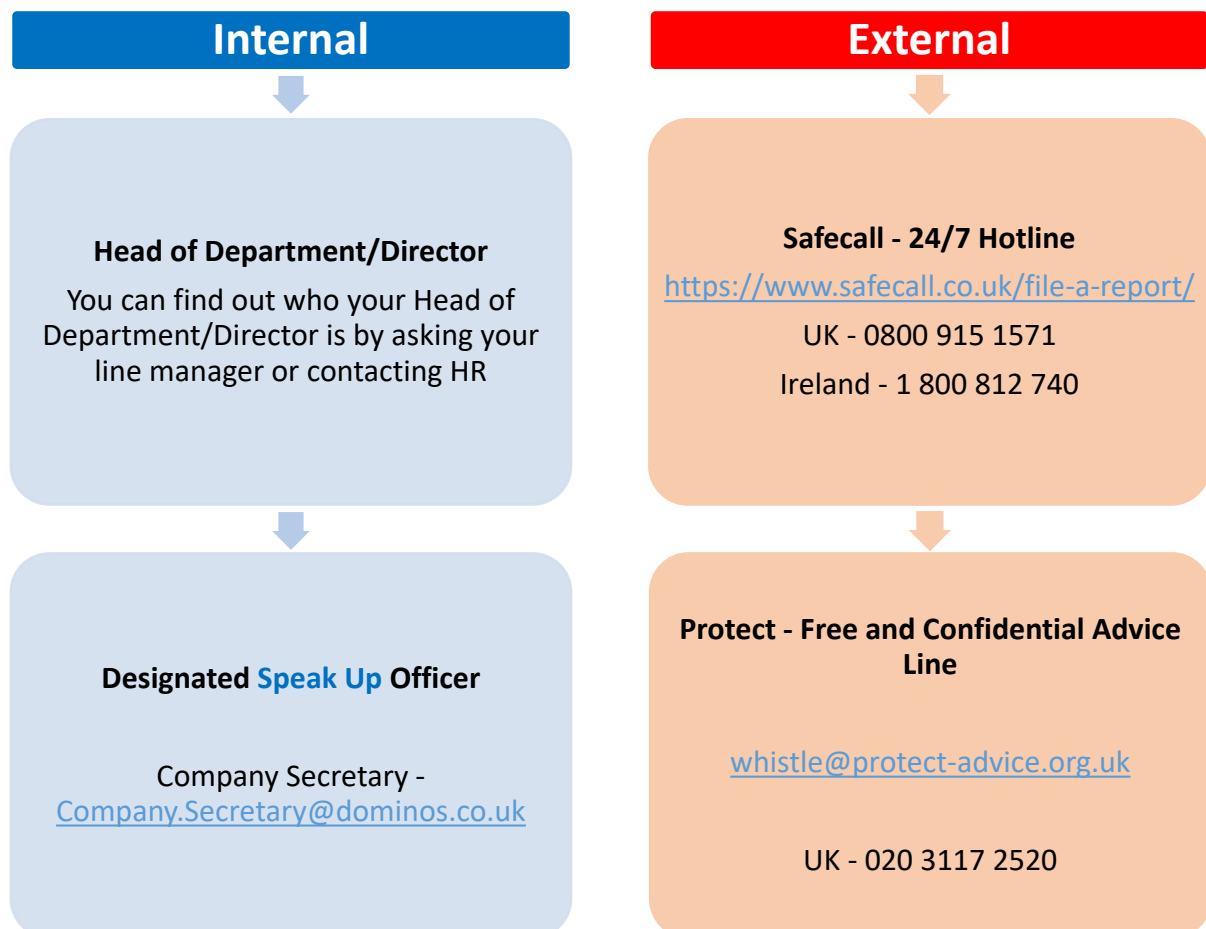 Internal
Head of Department/Director
You can find out who your Head of
Department/Director is by asking your
line manager or contacting HR
Designated Speak Up Officer
Company Secretary -
Company.Secretary@dominos.co.uk
External
Safecall - 24/7 Hotline
https://www.safecall.co.uk/file-a-report/
UK - 0800 915 1571
Ireland - 1 800 812 740
Protect - Free and Confidential Advice
Line
whistle@protect-advice.org.uk
UK - 020 3117 2520